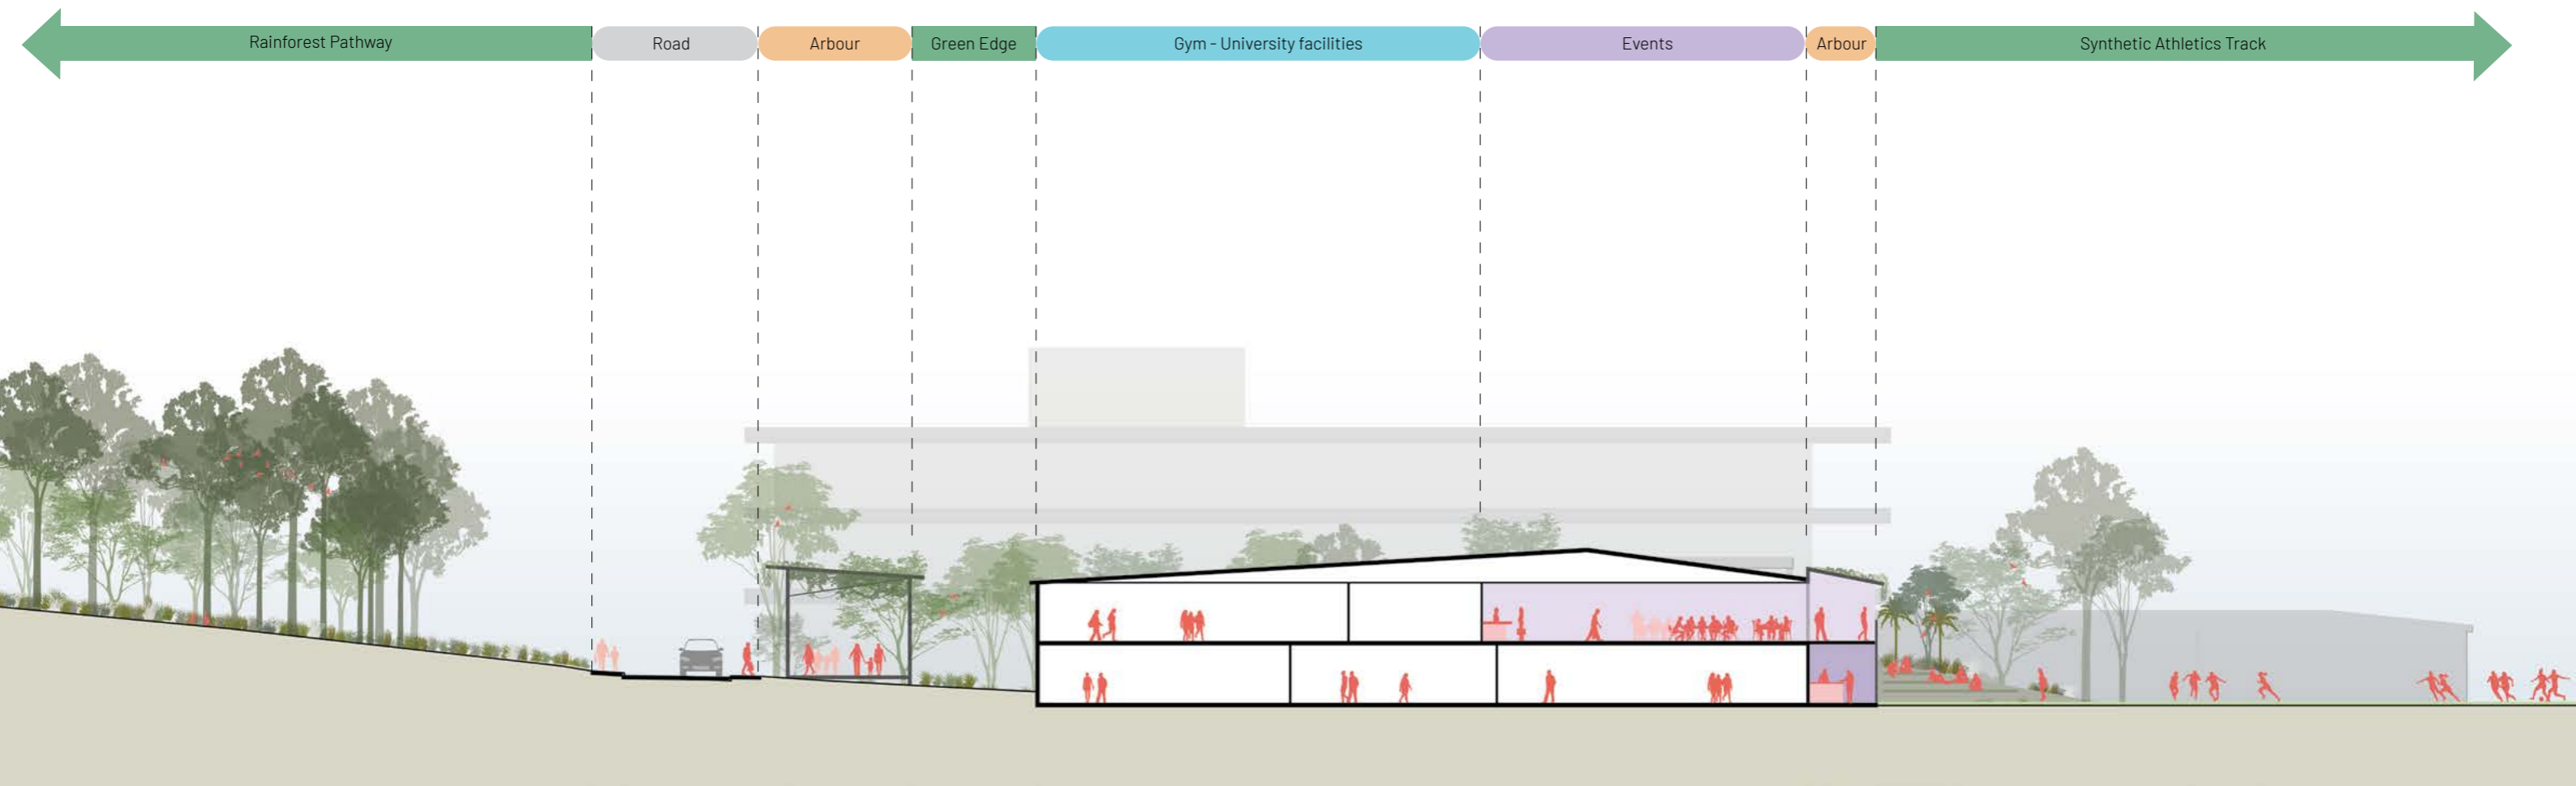 Rainforest Pathway
Road
Arbour
Green Edge
Gym - University facilities
Events
Arbour
Synthetic Athletics Track